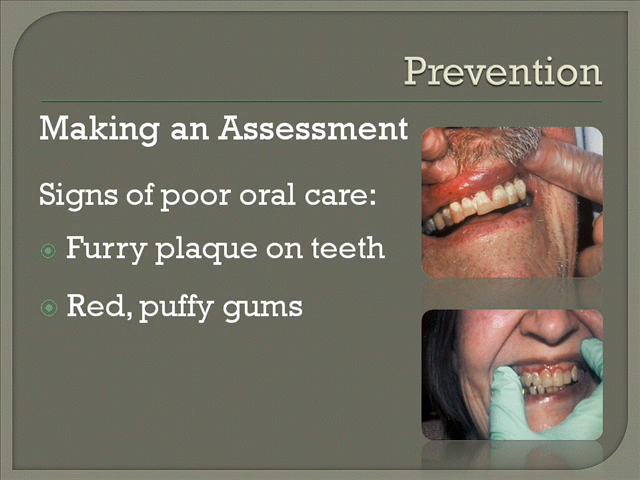 Prevention
Making an Assessment
Signs of poor oral care:
Furry plaque on teeth
Red, puffy gums